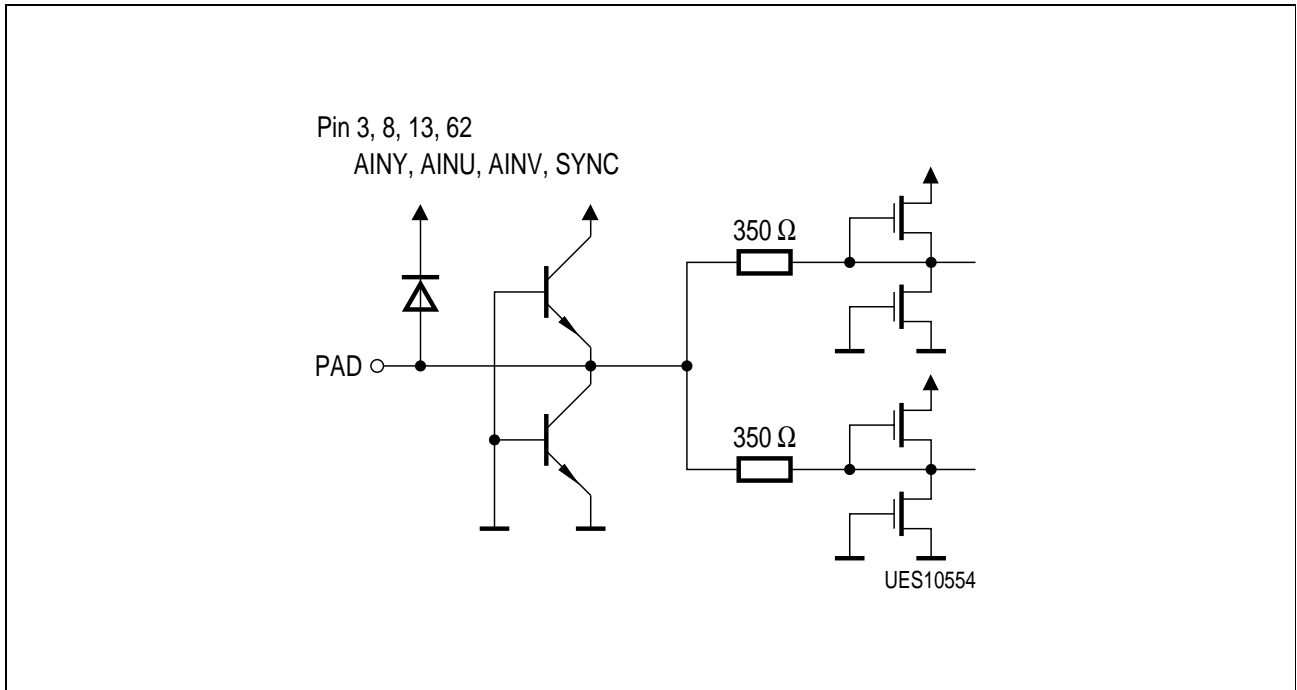 Pin 3, 8, 13, 62
AINY, AINU, AINV, SYNC
350 Ω
PAD
350 Ω
UES10554